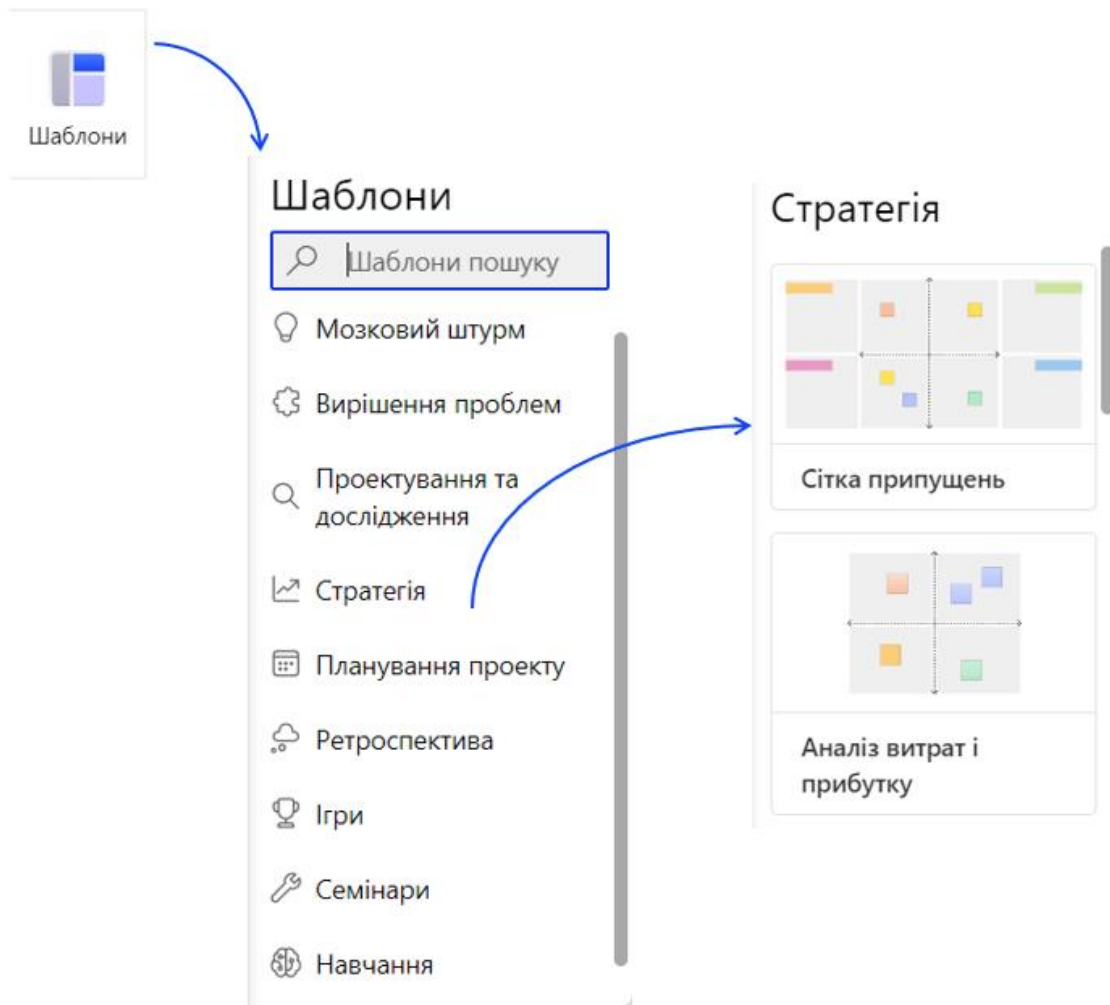 Шаблони
Шаблони
Шаблони пошуку
Мозковий штурм
Вирішення проблем
Проектування та
дослідження
Стратегія
Планування проекту
Ретроспектива
Ігри
Семінари
Навчання
Стратегія
Сітка припущень
Аналіз витрат і
прибутку